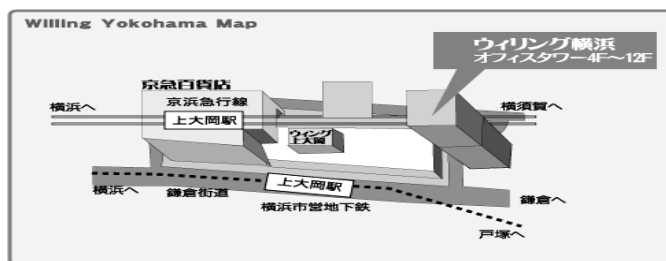 Willing Yokohama Map
ウィリング横浜
オフィスタワー4F〜12F
京急百貨店
京浜急行線
横浜へ
上大岡駅
横須賀へ
ウィング
上大岡
横浜へ
鎌倉街道
上大岡駅
横浜市営地下鉄
鎌倉へ
戸塚へ